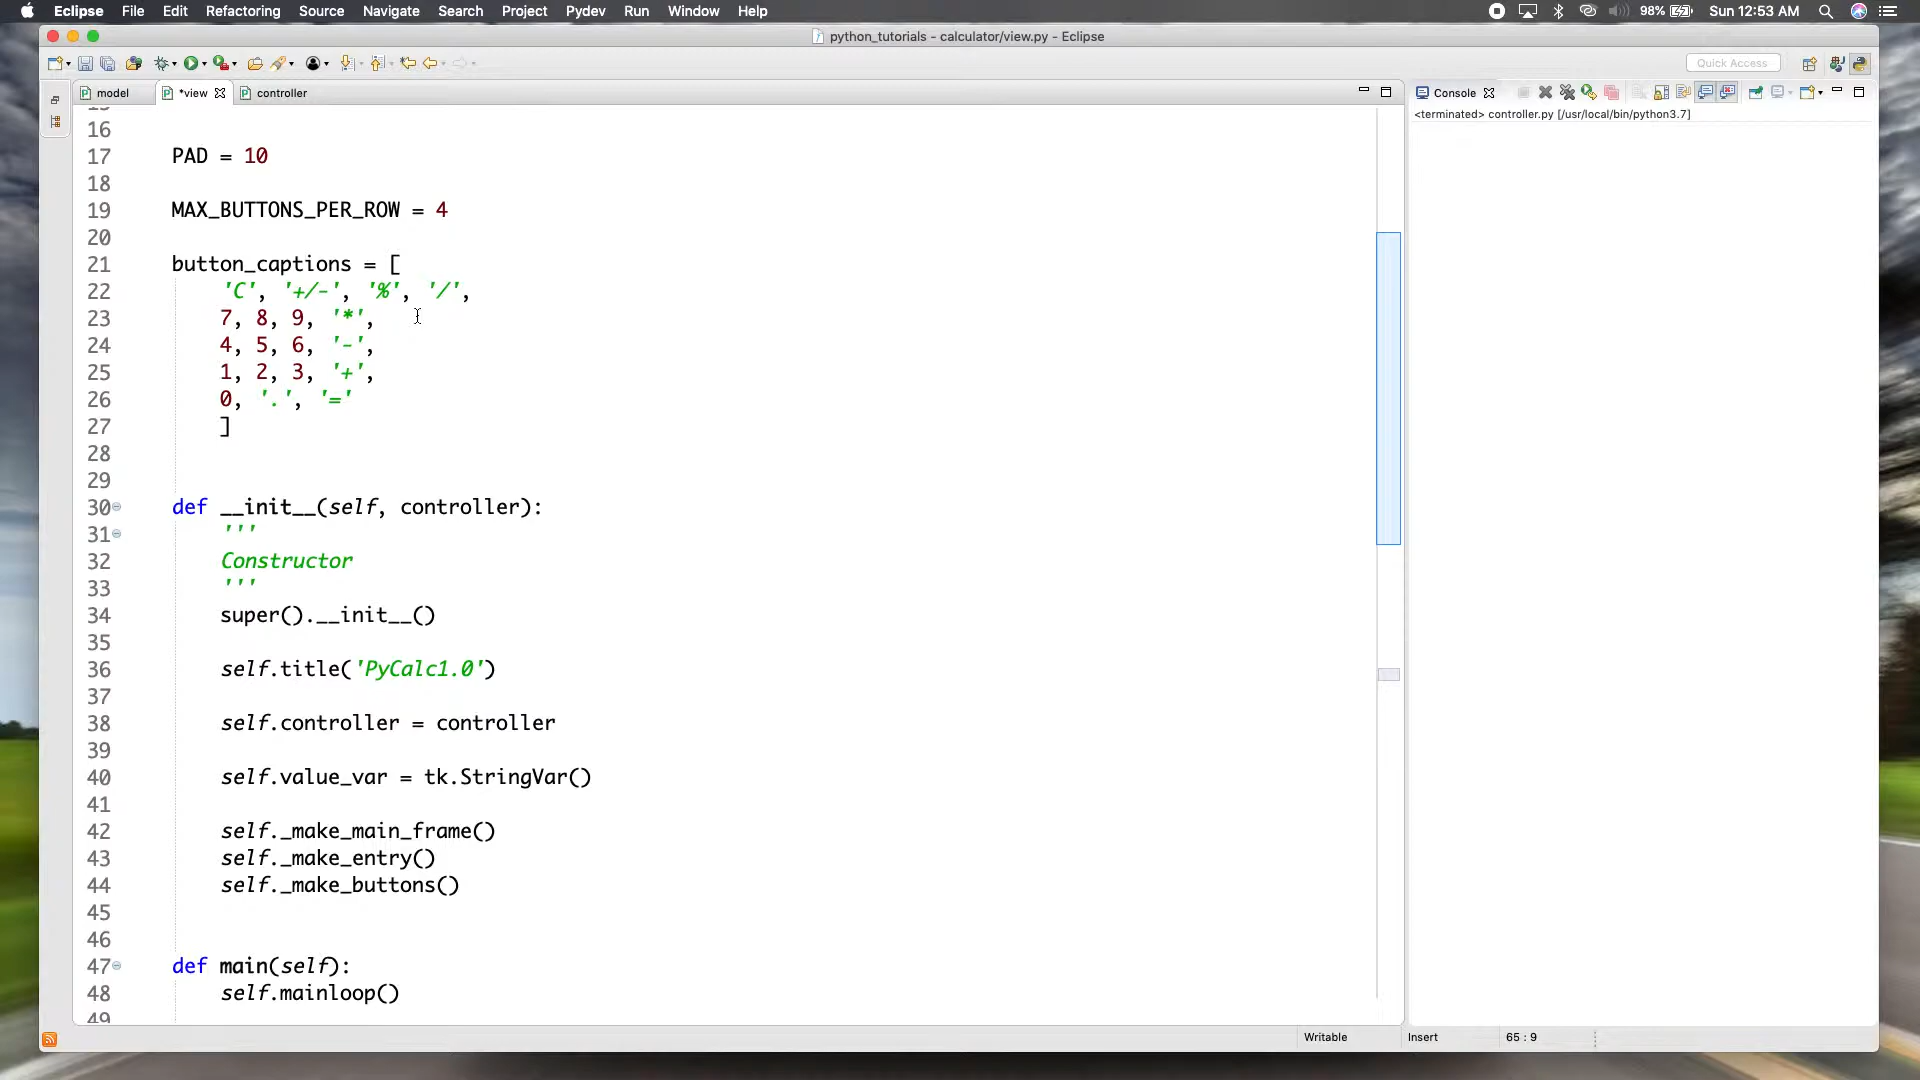 Eclipse File Edit Refactoring Source Navigate Search Project Pydev Run Window Help 98% Sun 12:53 AM
python_tutorials - calculator/view.py - Eclipse
Quick Access
model *view controller
Console
<terminated> controller.py [/usr/local/bin/python3.7]
16
17 PAD = 10
18
19 MAX_BUTTONS_PER_ROW = 4
20
21 button_captions = [
22 'C', '+/-', '%', '/',
23 7, 8, 9, '*',
24 4, 5, 6, '-',
25 1, 2, 3, '+',
26 0, '.', '='
27 ]
28
29
30 def __init__(self, controller):
31 '''
32 Constructor
33 '''
34 super().__init__()
35
36 self.title('PyCalc1.0')
37
38 self.controller = controller
39
40 self.value_var = tk.StringVar()
41
42 self._make_main_frame()
43 self._make_entry()
44 self._make_buttons()
45
46
47 def main(self):
48 self.mainloop()
49
Writable Insert 65 : 9